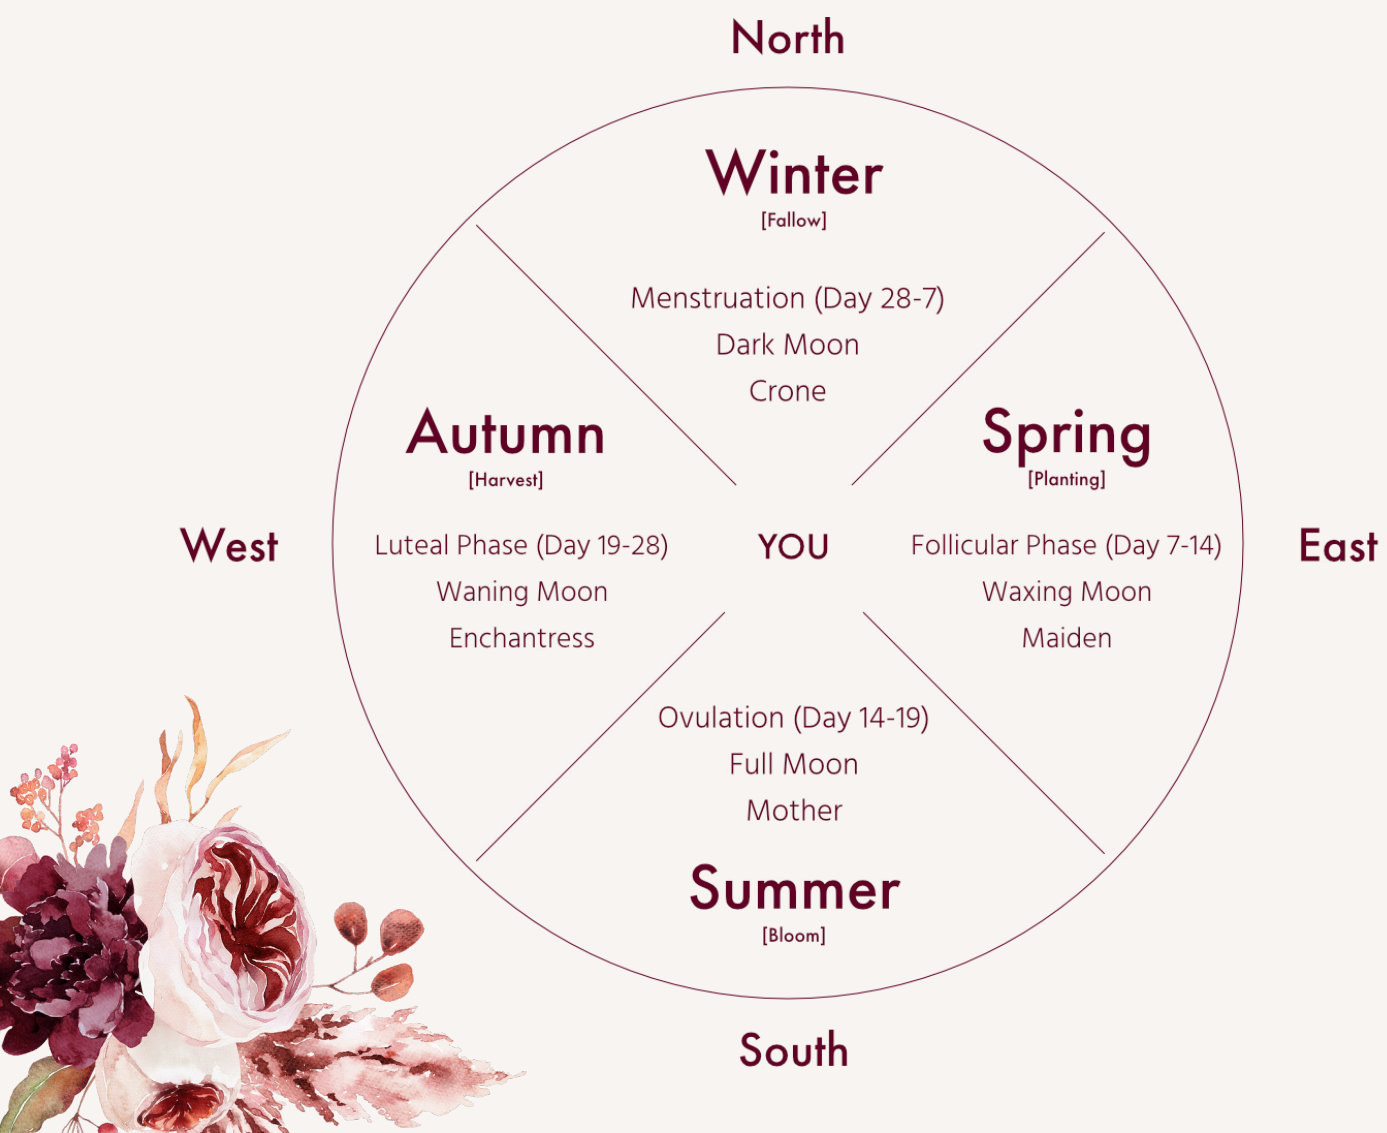 North
Winter
[Fallow]
Menstruation (Day 28-7)
Dark Moon
Crone
Autumn
[Harvest]
Luteal Phase (Day 19-28)
Waning Moon
Enchantress
West
YOU
Spring
[Planting]
Follicular Phase (Day 7-14)
Waxing Moon
Maiden
East
Ovulation (Day 14-19)
Full Moon
Mother
Summer
[Bloom]
South